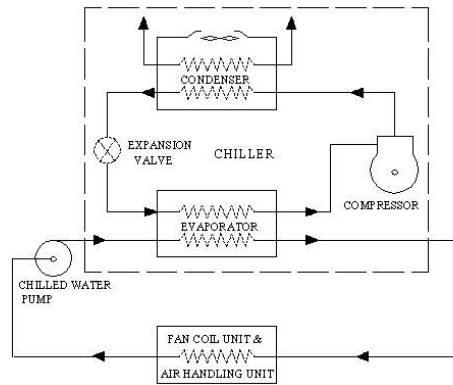 CONDENSER
EXPANSION
VALVE
CHILLER
COMPRESSOR
EVAPORATOR
CHILLED WATER
PUMP
FAN COIL UNIT &
AIR HANDLING UNIT